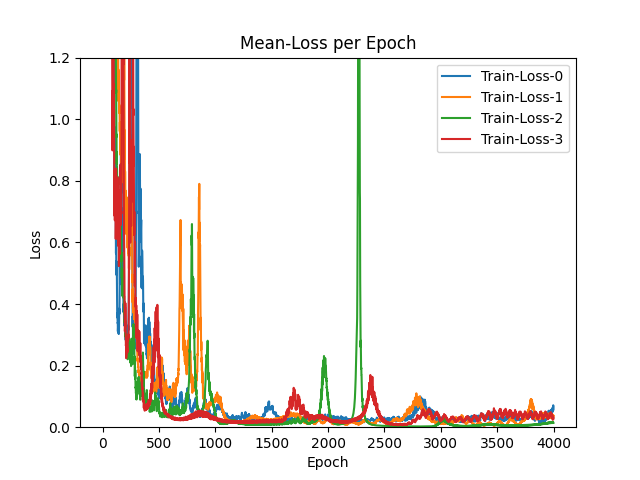 Mean-Loss per Epoch
1.2
1.0
0.8
0.6
0.4
0.2
0.0
Loss
Train-Loss-0
Train-Loss-1
Train-Loss-2
Train-Loss-3
0 500 1000 1500 2000 2500 3000 3500 4000
Epoch